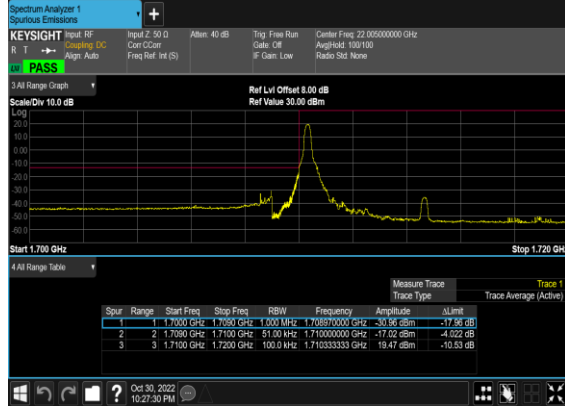 Spectrum Analyzer 1
Spurious Emissions
+
KEYSIGHT Input: RF Input Z: 50 Ω Atten: 40 dB Trig: Free Run Center Freq: 22.005000000 GHz
R T Coupling: DC Corr CCorr Gate: Off Avg|Hold: 100/100
Align: Auto Freq Ref: Int (S) IF Gain: Low Radio Std: None
PASS
3 All Range Graph
Ref Lvl Offset 8.00 dB
Scale/Div 10.0 dB Ref Value 30.00 dBm
Log
20.0
10.0
0.00
-10.0
-20.0
-30.0
-40.0
-50.0
-60.0
Start 1.700 GHz Stop 1.720 GH
4 All Range Table
Measure Trace Trace 1
Trace Type Trace Average (Active)
Spur Range Start Freq Stop Freq RBW Frequency Amplitude ΔLimit
1 1 1.7000 GHz 1.7090 GHz 1.000 MHz 1.708970000 GHz -30.96 dBm -17.96 dB
2 2 1.7090 GHz 1.7100 GHz 51.00 kHz 1.710000000 GHz -17.02 dBm -4.022 dB
3 3 1.7100 GHz 1.7200 GHz 100.0 kHz 1.710333333 GHz 19.47 dBm -10.53 dB
? Oct 30, 2022
10:27:30 PM